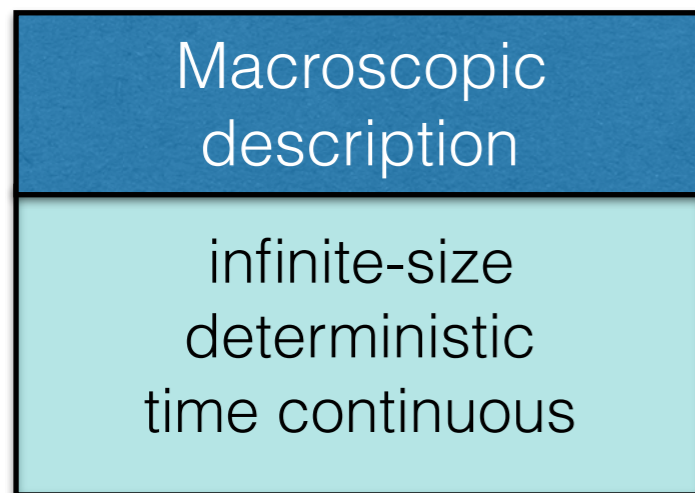 Macroscopic
description
infinite-size
deterministic
time continuous